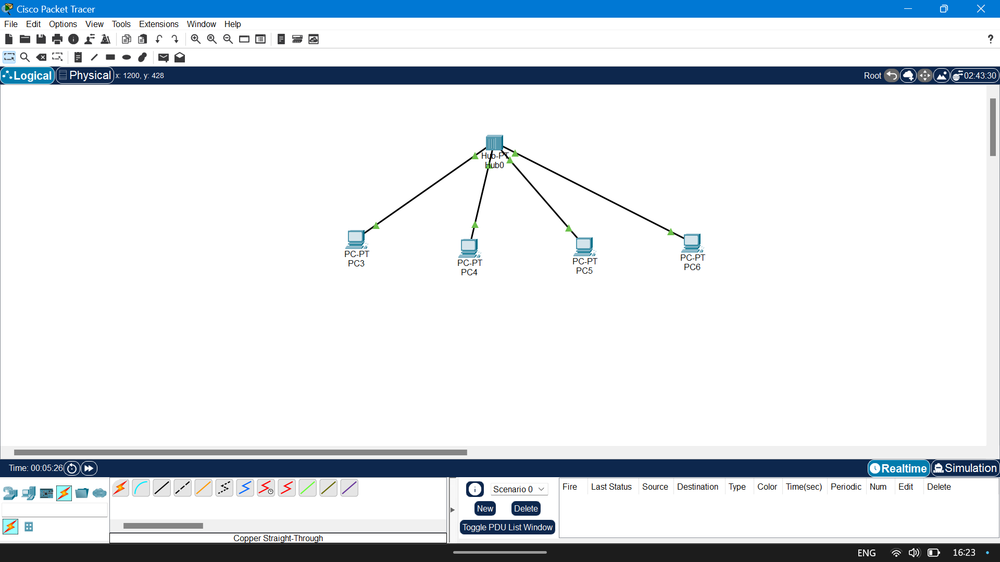 Cisco Packet Tracer
File Edit Options View Tools Extensions Window Help
?
Logical Physical x: 1200, y: 428 Root 02:43:30
Hub-PT
Hub0
PC-PT
PC3
PC-PT
PC4
PC-PT
PC5
PC-PT
PC6
Time: 00:05:26 Realtime Simulation
Scenario 0
New Delete
Toggle PDU List Window
Fire Last Status Source Destination Type Color Time(sec) Periodic Num Edit Delete
Copper Straight-Through
ENG 16:23